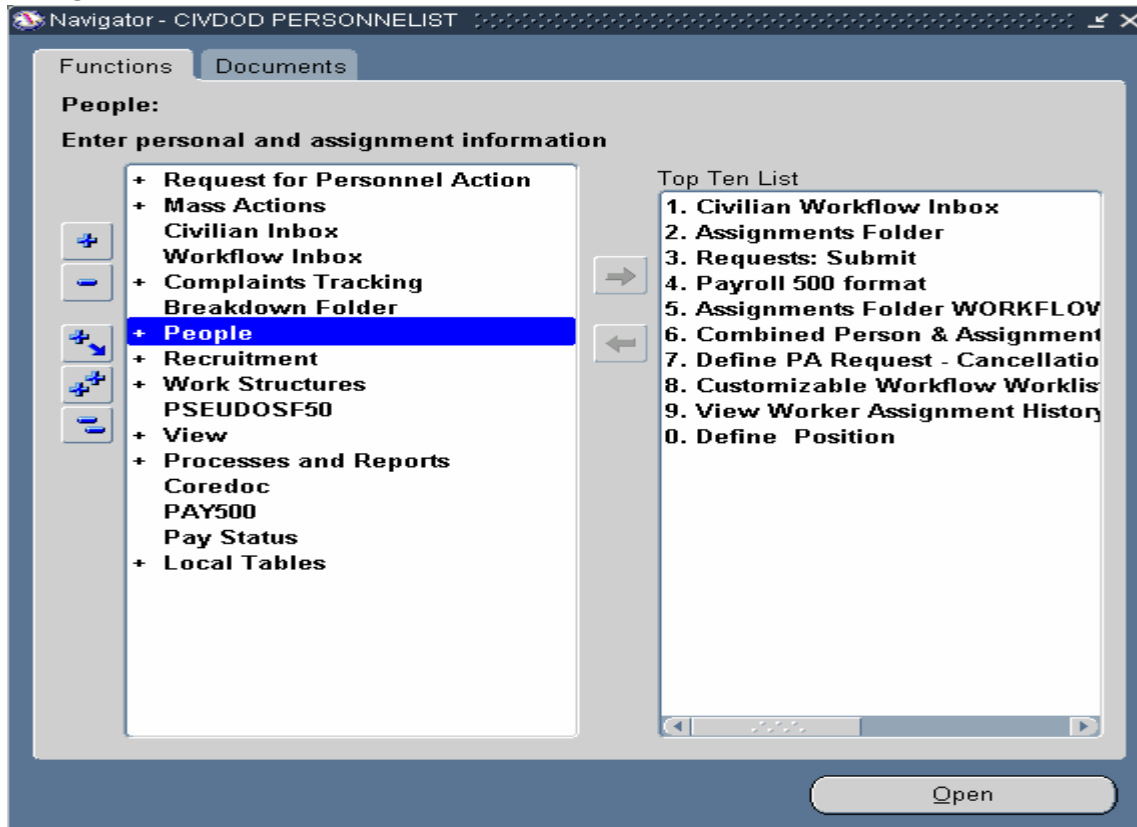 Navigator - CIVDOD PERSONNELIST
Functions
Documents
People:
Enter personal and assignment information
+ Request for Personnel Action
+ Mass Actions
Civilian Inbox
Workflow Inbox
+ Complaints Tracking
Breakdown Folder
+ People
+ Recruitment
+ Work Structures
PSEUDOSF50
+ View
+ Processes and Reports
Coredoc
PAY500
Pay Status
+ Local Tables
Top Ten List
1. Civilian Workflow Inbox
2. Assignments Folder
3. Requests: Submit
4. Payroll 500 format
5. Assignments Folder WORKFLOW
6. Combined Person & Assignment
7. Define PA Request - Cancellatio
8. Customizable Workflow Worklis
9. View Worker Assignment History
0. Define Position
Open